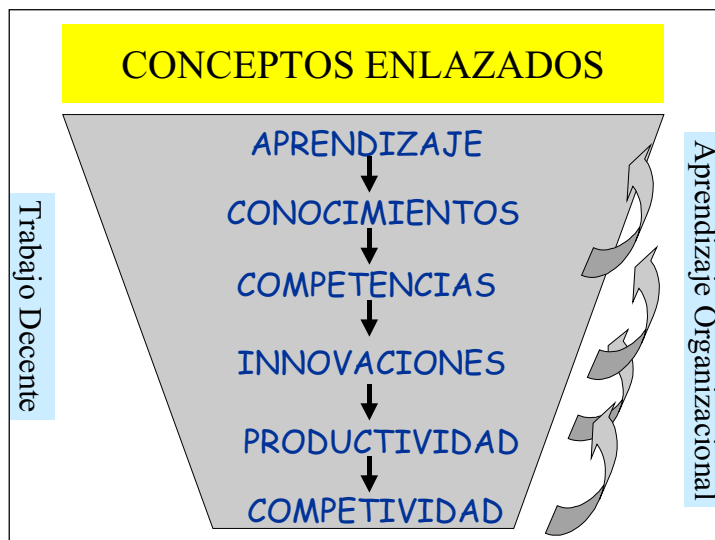 CONCEPTOS ENLAZADOS
APRENDIZAJE
CONOCIMIENTOS
COMPETENCIAS
INNOVACIONES
PRODUCTIVIDAD
COMPETIVIDAD
Trabajo Decente
Aprendizaje Organizacional